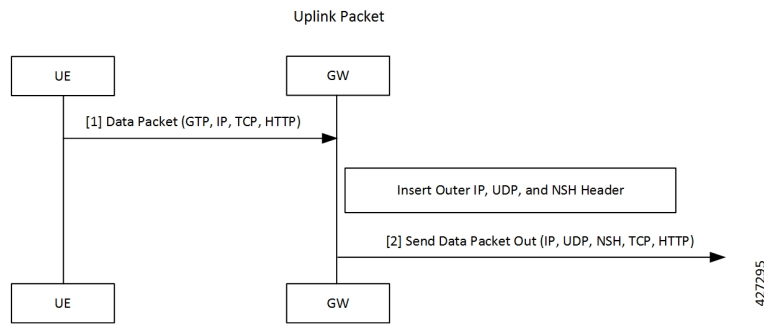 Uplink Packet
UE
GW
[1] Data Packet (GTP, IP, TCP, HTTP)
Insert Outer IP, UDP, and NSH Header
[2] Send Data Packet Out (IP, UDP, NSH, TCP, HTTP)
UE
GW
427295